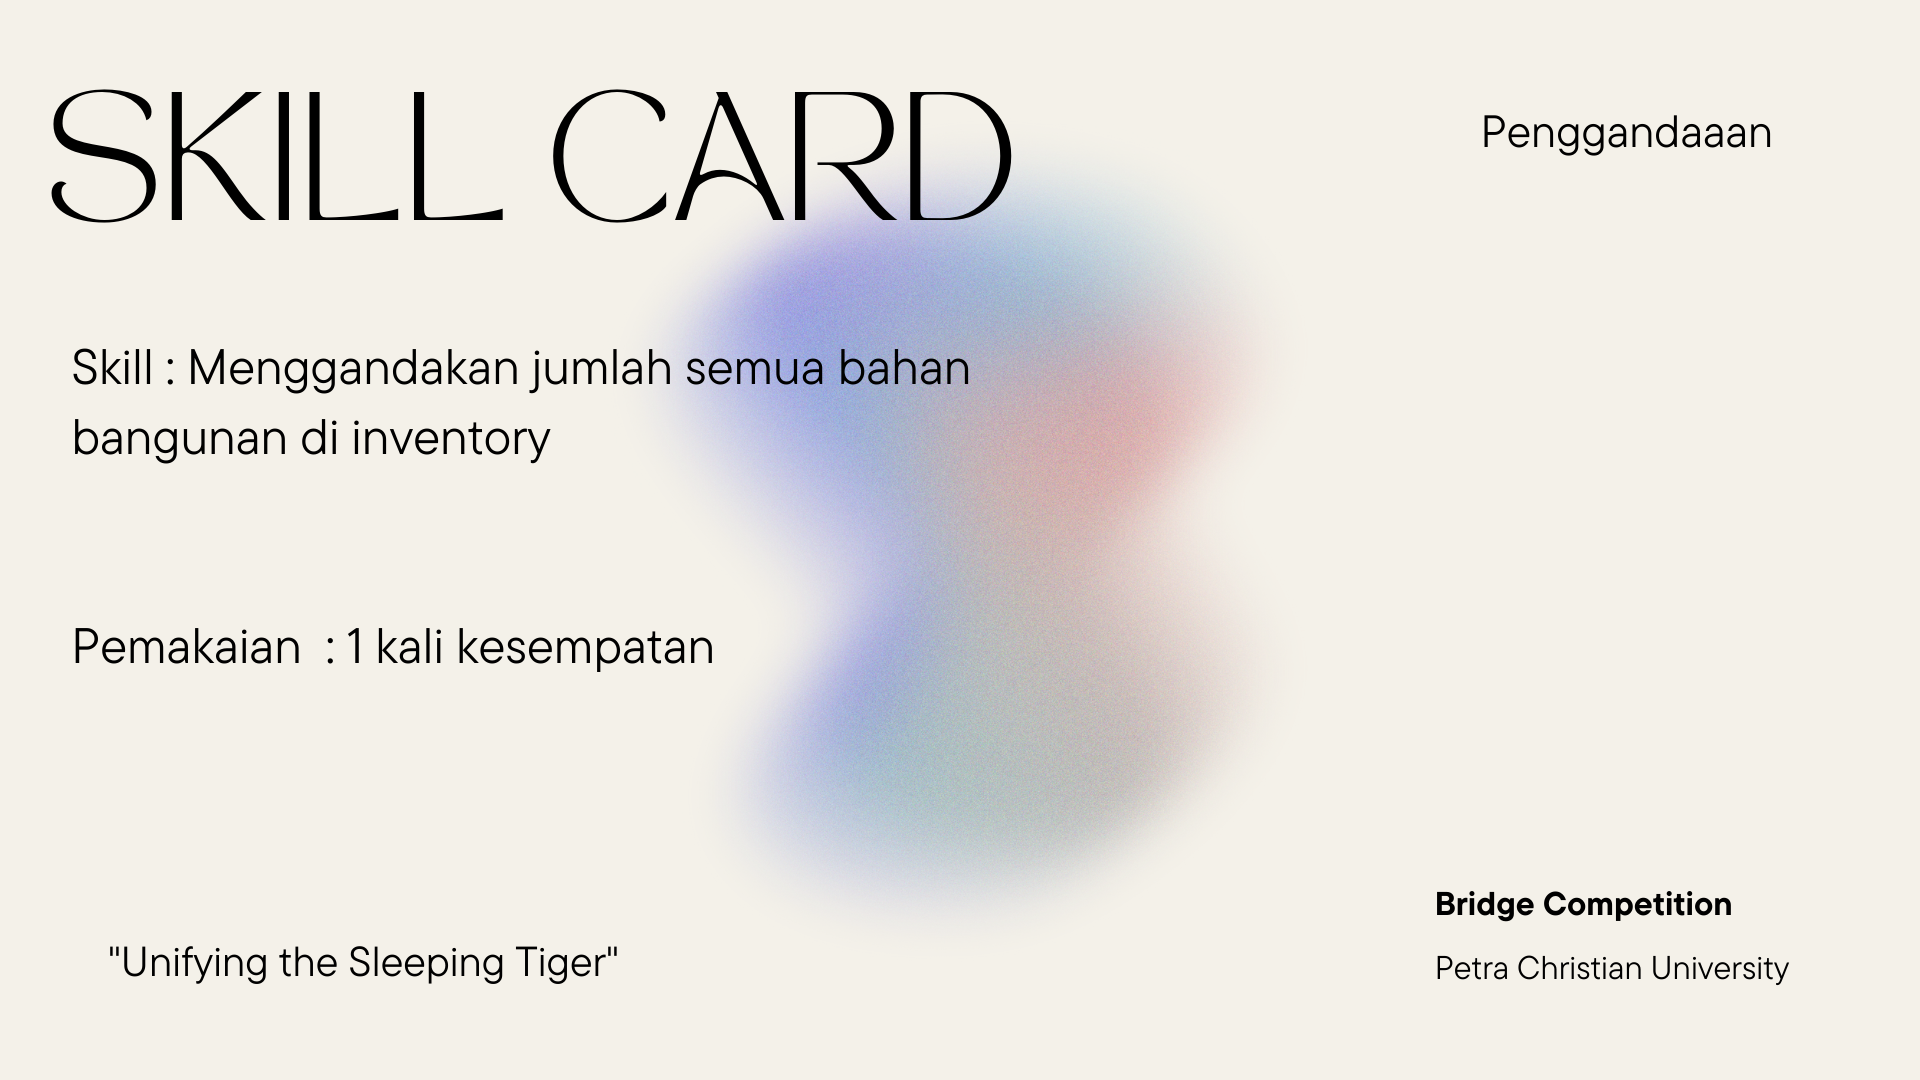 SKILL CARD
Penggandaaan
Skill : Menggandakan jumlah semua bahan
bangunan di inventory
Pemakaian  : 1 kali kesempatan
"Unifying the Sleeping Tiger"
Bridge Competition
Petra Christian University